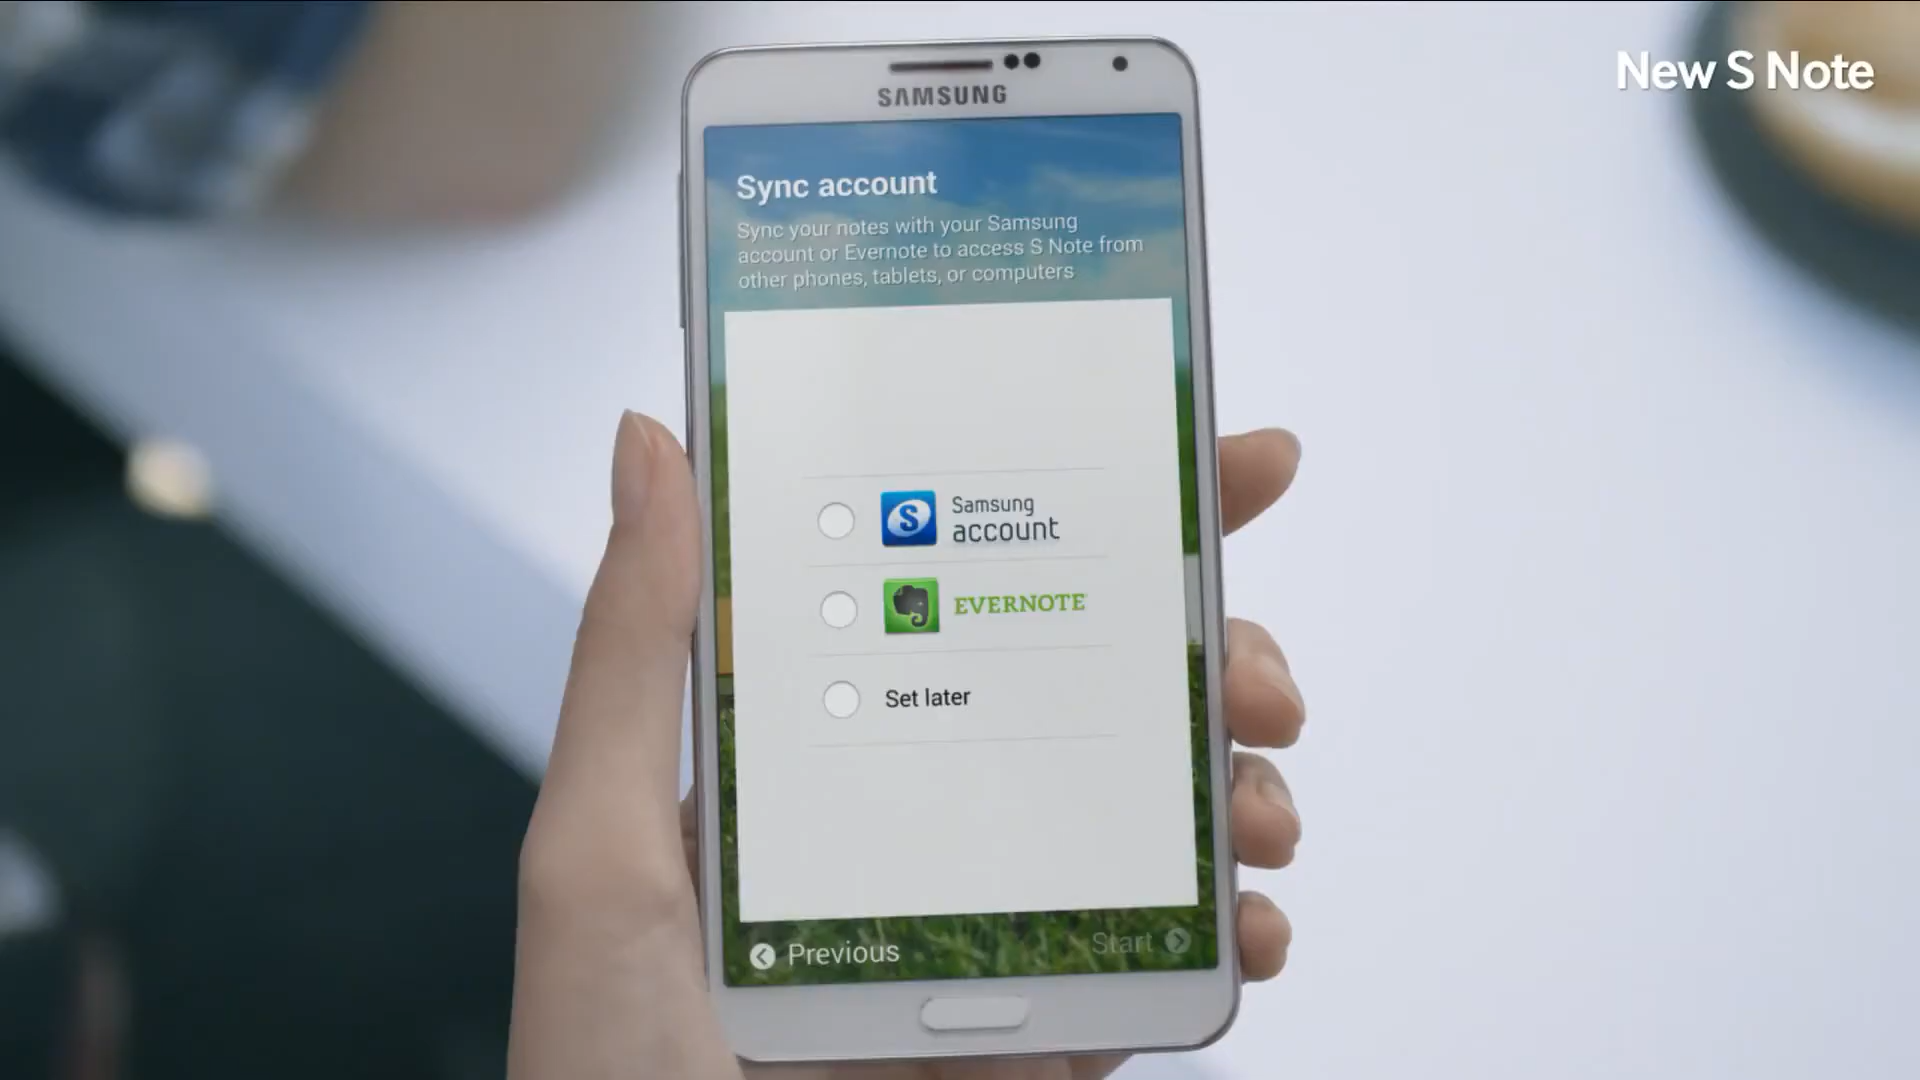 New S Note
SAMSUNG
Sync account
Sync your notes with your Samsung
account or Evernote to access S Note from
other phones, tablets, or computers
S
Samsung
account
EVERNOTE
Set later
Previous
Start